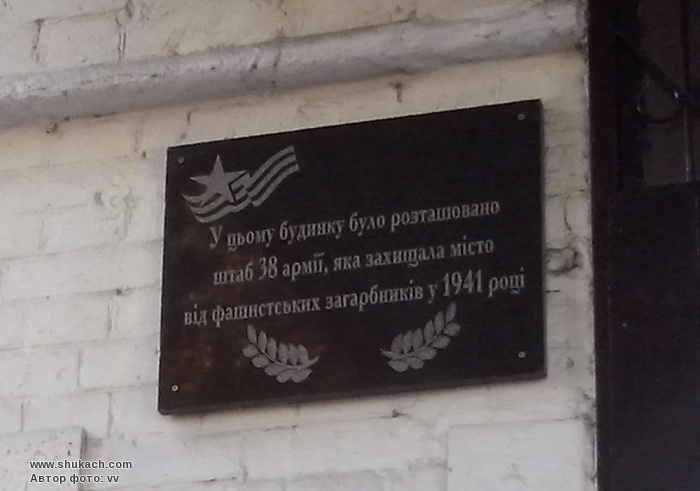 У цьому будинку було розташовано
штаб 38 армії, яка захищала місто
від фашистських загарбників у 1941 році
www.shukach.com
Автор фото: vv